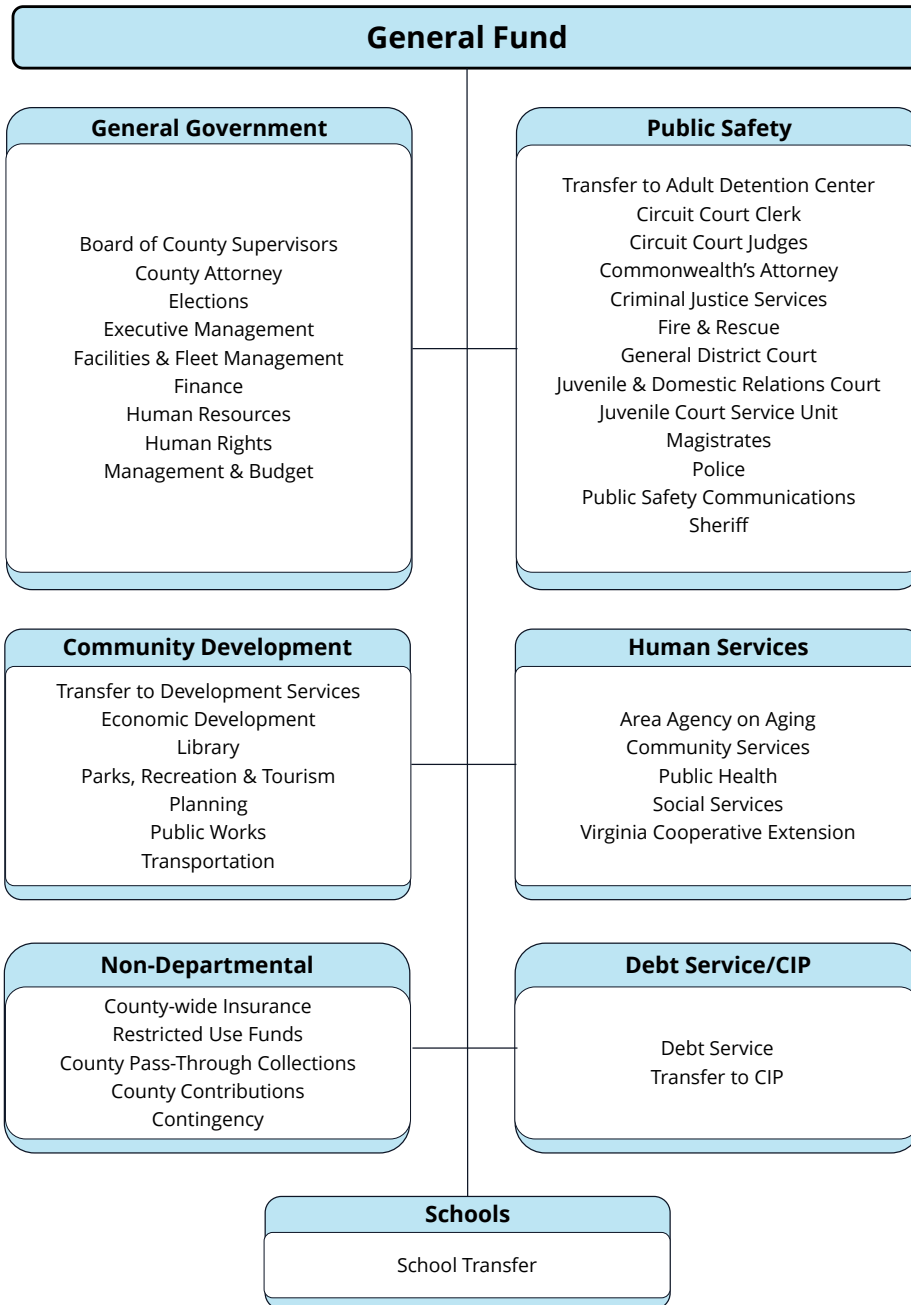 General Fund
General Government
Board of County Supervisors
County Attorney
Elections
Executive Management
Facilities & Fleet Management
Finance
Human Resources
Human Rights
Management & Budget
Public Safety
Transfer to Adult Detention Center
Circuit Court Clerk
Circuit Court Judges
Commonwealth’s Attorney
Criminal Justice Services
Fire & Rescue
General District Court
Juvenile & Domestic Relations Court
Juvenile Court Service Unit
Magistrates
Police
Public Safety Communications
Sheriff
Community Development
Transfer to Development Services
Economic Development
Library
Parks, Recreation & Tourism
Planning
Public Works
Transportation
Human Services
Area Agency on Aging
Community Services
Public Health
Social Services
Virginia Cooperative Extension
Non-Departmental
County-wide Insurance
Restricted Use Funds
County Pass-Through Collections
County Contributions
Contingency
Debt Service/CIP
Debt Service
Transfer to CIP
Schools
School Transfer